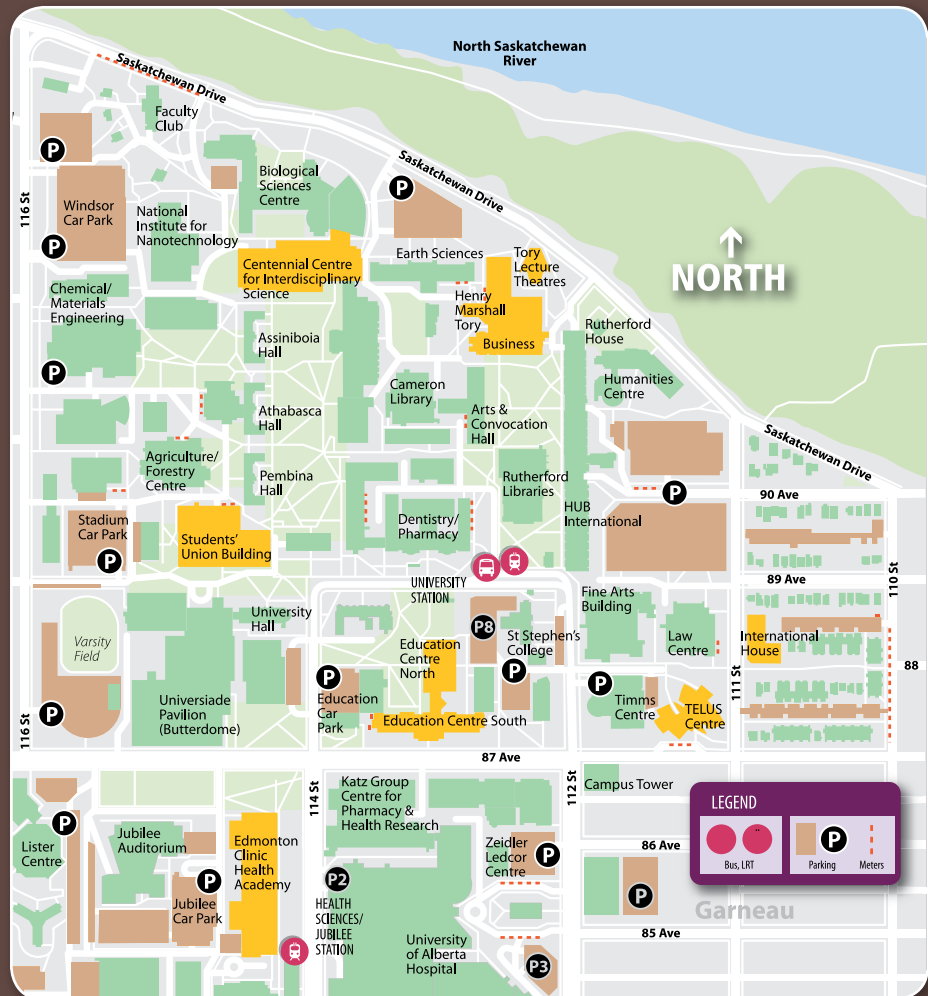 North Saskatchewan
River
Saskatchewan Drive
Faculty
Club
P
116 St
Windsor
Car Park
P
National
Institute for
Nanotechnology
Biological
Sciences
Centre
P
Saskatchewan Drive
NORTH
Centennial Centre
for Interdisciplinary
Science
Earth Sciences
Tory
Lecture
Theatres
Henry
Marshall
Tory
Business
Chemical/
Materials
Engineering
P
Assiniboia
Hall
Rutherford
House
Humanities
Centre
Cameron
Library
Athabasca
Hall
Arts &
Convocation
Hall
Saskatchewan Drive
Agriculture/
Forestry
Centre
Pembina
Hall
Rutherford
Libraries
P
90 Ave
HUB
International
Stadium
Car Park
P
Students'
Union Building
Dentistry/
Pharmacy
UNIVERSITY
STATION
89 Ave
110 St
Fine Arts
Building
University
Hall
Varsity
Field
P8
St Stephen's
College
Education
Centre
North
Law
Centre
International
House
88
111 St
P
116 St
Universiade
Pavilion
(Butterdome)
P
Education
Car
Park
P
P
Timms
Centre
TELUS
Centre
Education Centre South
87 Ave
114 St
112 St
Katz Group
Centre for
Pharmacy &
Health Research
Campus Tower
LEGEND
P
Bus, LRT
Parking
Meters
P
Lister
Centre
Jubilee
Auditorium
Edmonton
Clinic
Health
Academy
P
Jubilee
Car Park
P2
HEALTH
SCIENCES/
JUBILEE
STATION
Zeidler
Ledcor
Centre
P
86 Ave
P
Garneau
85 Ave
University
of Alberta
Hospital
P3